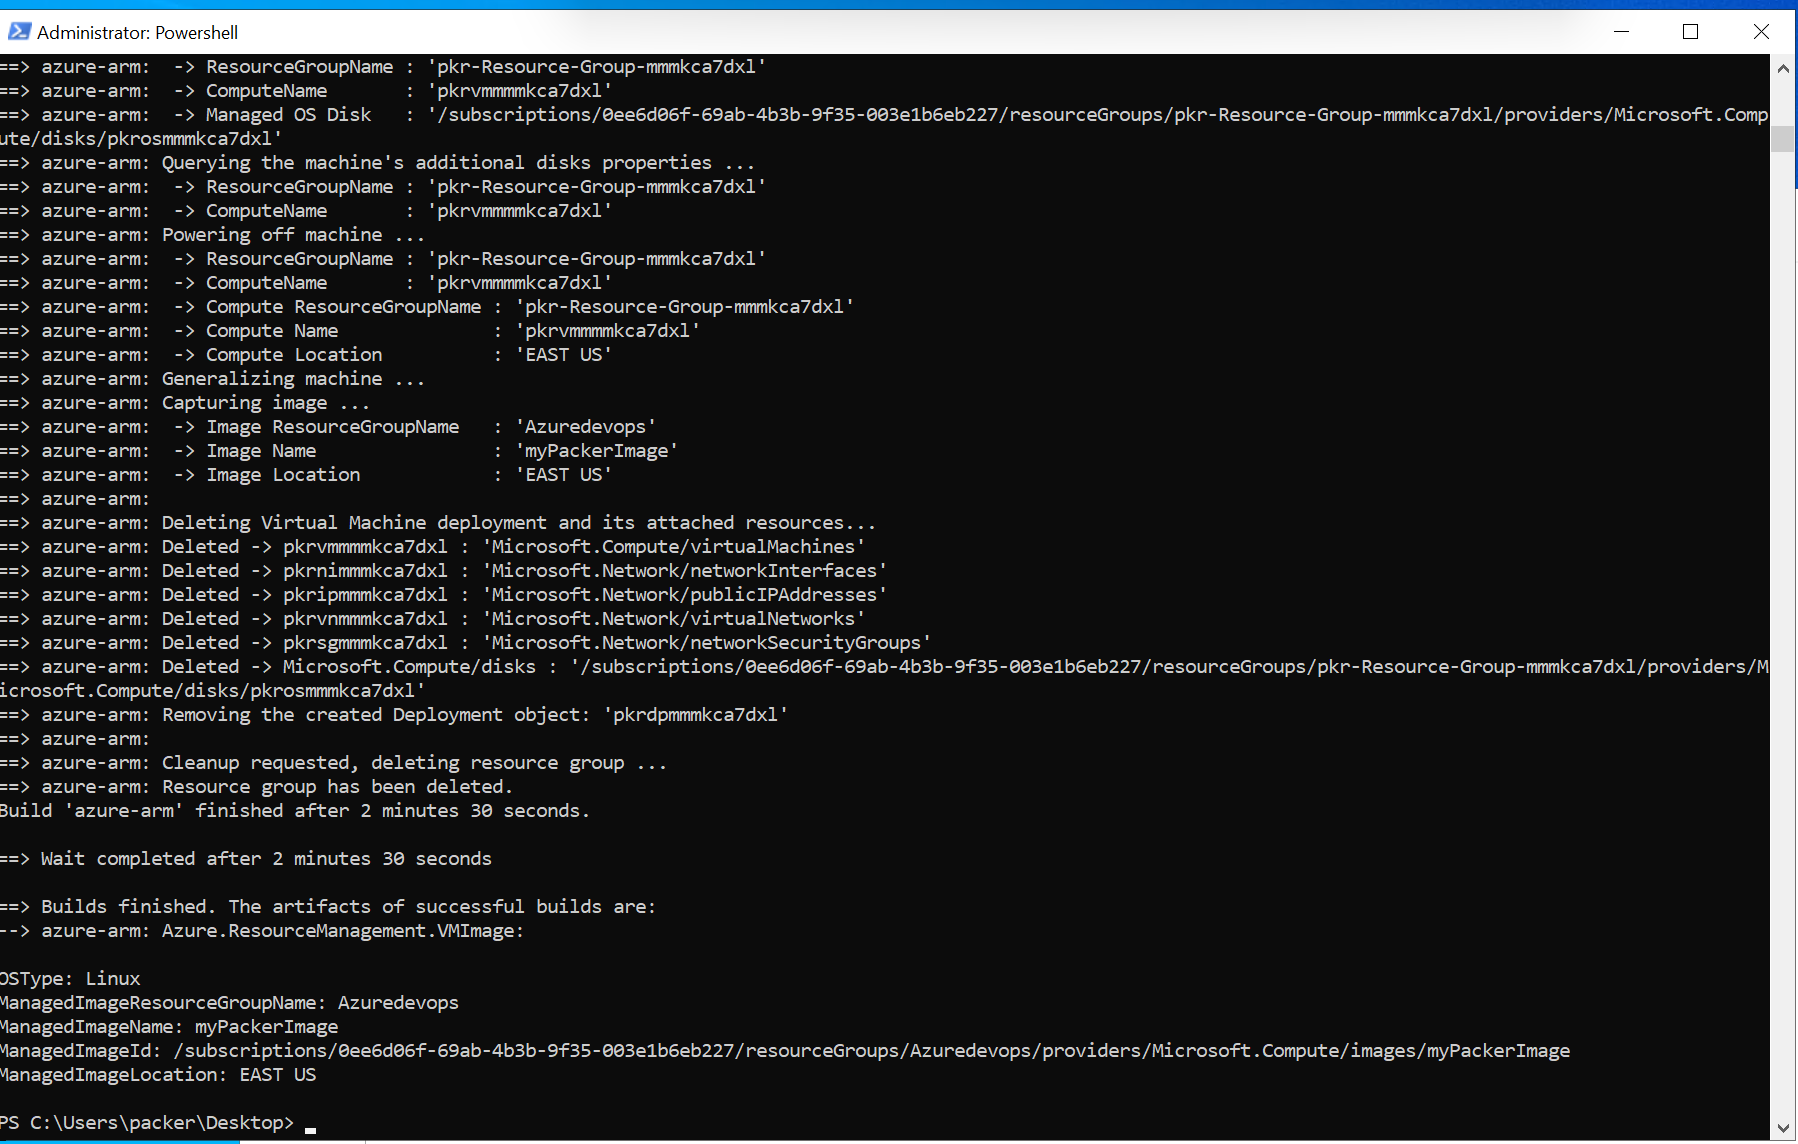 Administrator: Powershell
==> azure-arm:  -> ResourceGroupName : 'pkr-Resource-Group-mmmkca7dxl'
==> azure-arm:  -> ComputeName       : 'pkrvmmmmkca7dxl'
==> azure-arm:  -> Managed OS Disk   : '/subscriptions/0ee6d06f-69ab-4b3b-9f35-003e1b6eb227/resourceGroups/pkr-Resource-Group-mmmkca7dxl/providers/Microsoft.Comp
ute/disks/pkrosmmmkca7dxl'
==> azure-arm: Querying the machine's additional disks properties ...
==> azure-arm:  -> ResourceGroupName : 'pkr-Resource-Group-mmmkca7dxl'
==> azure-arm:  -> ComputeName       : 'pkrvmmmmkca7dxl'
==> azure-arm: Powering off machine ...
==> azure-arm:  -> ResourceGroupName : 'pkr-Resource-Group-mmmkca7dxl'
==> azure-arm:  -> ComputeName       : 'pkrvmmmmkca7dxl'
==> azure-arm:  -> Compute ResourceGroupName : 'pkr-Resource-Group-mmmkca7dxl'
==> azure-arm:  -> Compute Name              : 'pkrvmmmmkca7dxl'
==> azure-arm:  -> Compute Location          : 'EAST US'
==> azure-arm: Generalizing machine ...
==> azure-arm: Capturing image ...
==> azure-arm:  -> Image ResourceGroupName   : 'Azuredevops'
==> azure-arm:  -> Image Name                : 'myPackerImage'
==> azure-arm:  -> Image Location            : 'EAST US'
==> azure-arm:
==> azure-arm: Deleting Virtual Machine deployment and its attached resources...
==> azure-arm: Deleted -> pkrvmmmmkca7dxl : 'Microsoft.Compute/virtualMachines'
==> azure-arm: Deleted -> pkrnimmmkca7dxl : 'Microsoft.Network/networkInterfaces'
==> azure-arm: Deleted -> pkripmmmkca7dxl : 'Microsoft.Network/publicIPAddresses'
==> azure-arm: Deleted -> pkrvnmmmkca7dxl : 'Microsoft.Network/virtualNetworks'
==> azure-arm: Deleted -> pkrsgmmmkca7dxl : 'Microsoft.Network/networkSecurityGroups'
==> azure-arm: Deleted -> Microsoft.Compute/disks : '/subscriptions/0ee6d06f-69ab-4b3b-9f35-003e1b6eb227/resourceGroups/pkr-Resource-Group-mmmkca7dxl/providers/M
icrosoft.Compute/disks/pkrosmmmkca7dxl'
==> azure-arm: Removing the created Deployment object: 'pkrdpmmmkca7dxl'
==> azure-arm:
==> azure-arm: Cleanup requested, deleting resource group ...
==> azure-arm: Resource group has been deleted.
Build 'azure-arm' finished after 2 minutes 30 seconds.
==> Wait completed after 2 minutes 30 seconds
==> Builds finished. The artifacts of successful builds are:
--> azure-arm: Azure.ResourceManagement.VMImage:
OSType: Linux
ManagedImageResourceGroupName: Azuredevops
ManagedImageName: myPackerImage
ManagedImageId: /subscriptions/0ee6d06f-69ab-4b3b-9f35-003e1b6eb227/resourceGroups/Azuredevops/providers/Microsoft.Compute/images/myPackerImage
ManagedImageLocation: EAST US
PS C:\Users\packer\Desktop>